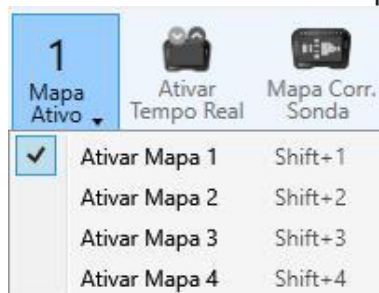 1
Mapa Ativo
Ativar Tempo Real
Mapa Corr. Sonda
Ativar Mapa 1 Shift+1
Ativar Mapa 2 Shift+2
Ativar Mapa 3 Shift+3
Ativar Mapa 4 Shift+4